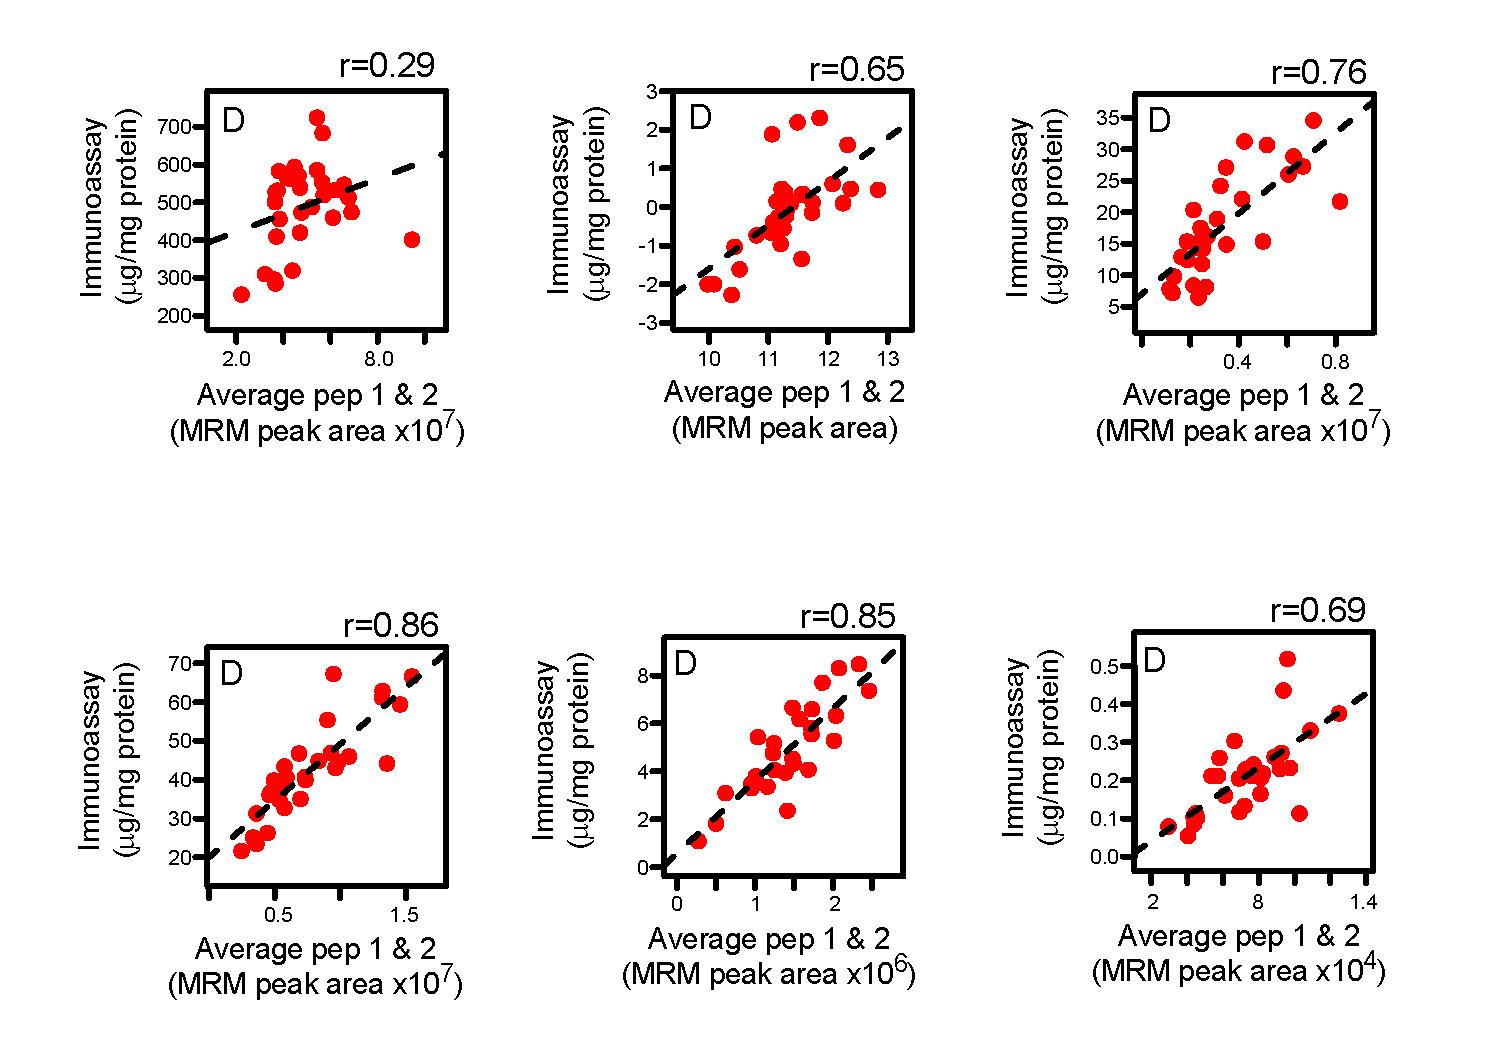 r=0.29
Immunoassay
(μg/mg protein)
D
700
600
500
400
300
200
2.0 8.0
Average pep 1 & 2
(MRM peak area x10⁷)
r=0.65
Immunoassay
(μg/mg protein)
D
3
2
1
0
-1
-2
-3
10 11 12 13
Average pep 1 & 2
(MRM peak area)
r=0.76
Immunoassay
(μg/mg protein)
D
35
30
25
20
15
10
5
0.4 0.8
Average pep 1 & 2
(MRM peak area x10⁷)
r=0.86
Immunoassay
(μg/mg protein)
D
70
60
50
40
30
20
0.5 1.5
Average pep 1 & 2
(MRM peak area x10⁷)
r=0.85
Immunoassay
(μg/mg protein)
D
8
6
4
2
0
0 1 2
Average pep 1 & 2
(MRM peak area x10⁶)
r=0.69
Immunoassay
(μg/mg protein)
D
0.5
0.4
0.3
0.2
0.1
0.0
2 8 1.4
Average pep 1 & 2
(MRM peak area x10⁴)